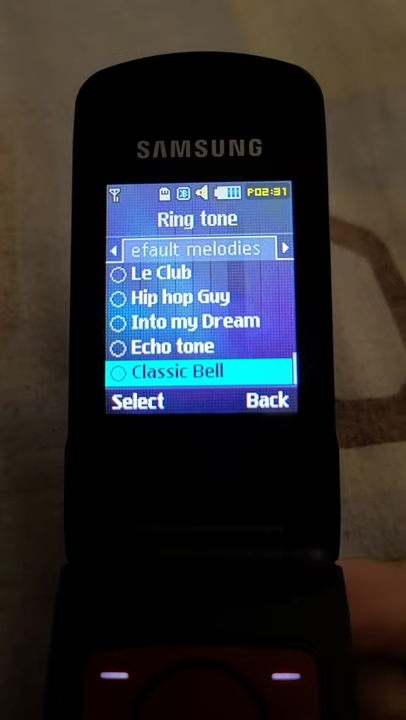 SAMSUNG
P02:31
Ring tone
efault melodies
Le Club
Hip hop Guy
Into my Dream
Echo tone
Classic Bell
Select Back